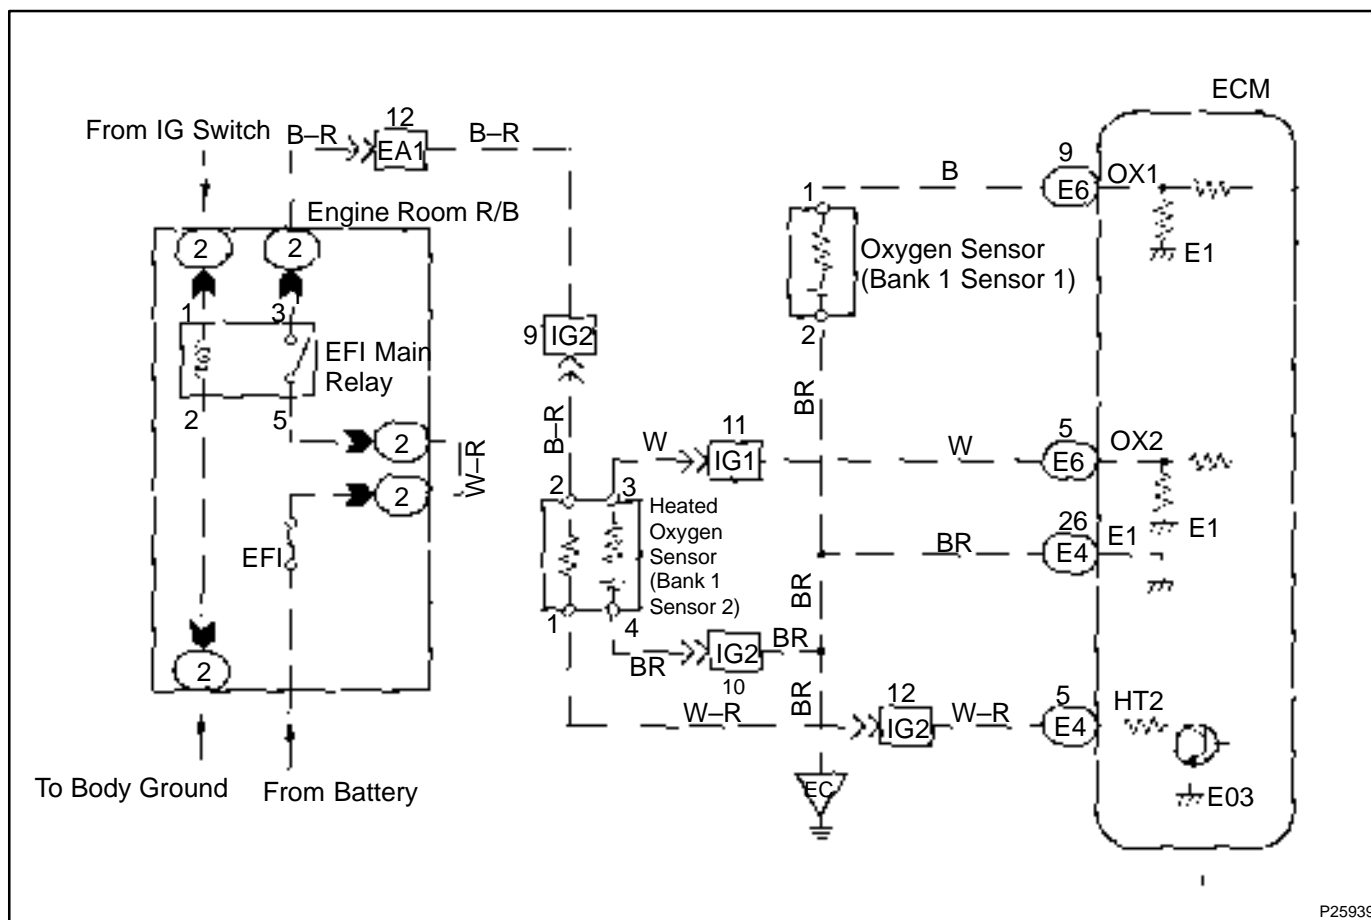 ECM
12
From IG Switch
B–R
EA1
B–R
9
B
OX1
1
E6
Engine Room R/B
2
2
Oxygen Sensor
(Bank 1 Sensor 1)
E1
1
3
EFI Main
Relay
9
IG2
2
2
5
BR
B–R
11
5
OX2
2
W
IG1
W
E6
W–R
2
2
3
Heated
Oxygen
Sensor
(Bank 1
Sensor 2)
26
E1
E1
EFI
BR
E4
BR
1
4
BR
IG2
BR
2
10
BR
12
5
HT2
W–R
IG2
W–R
E4
To Body Ground
From Battery
EC
E03
P25939